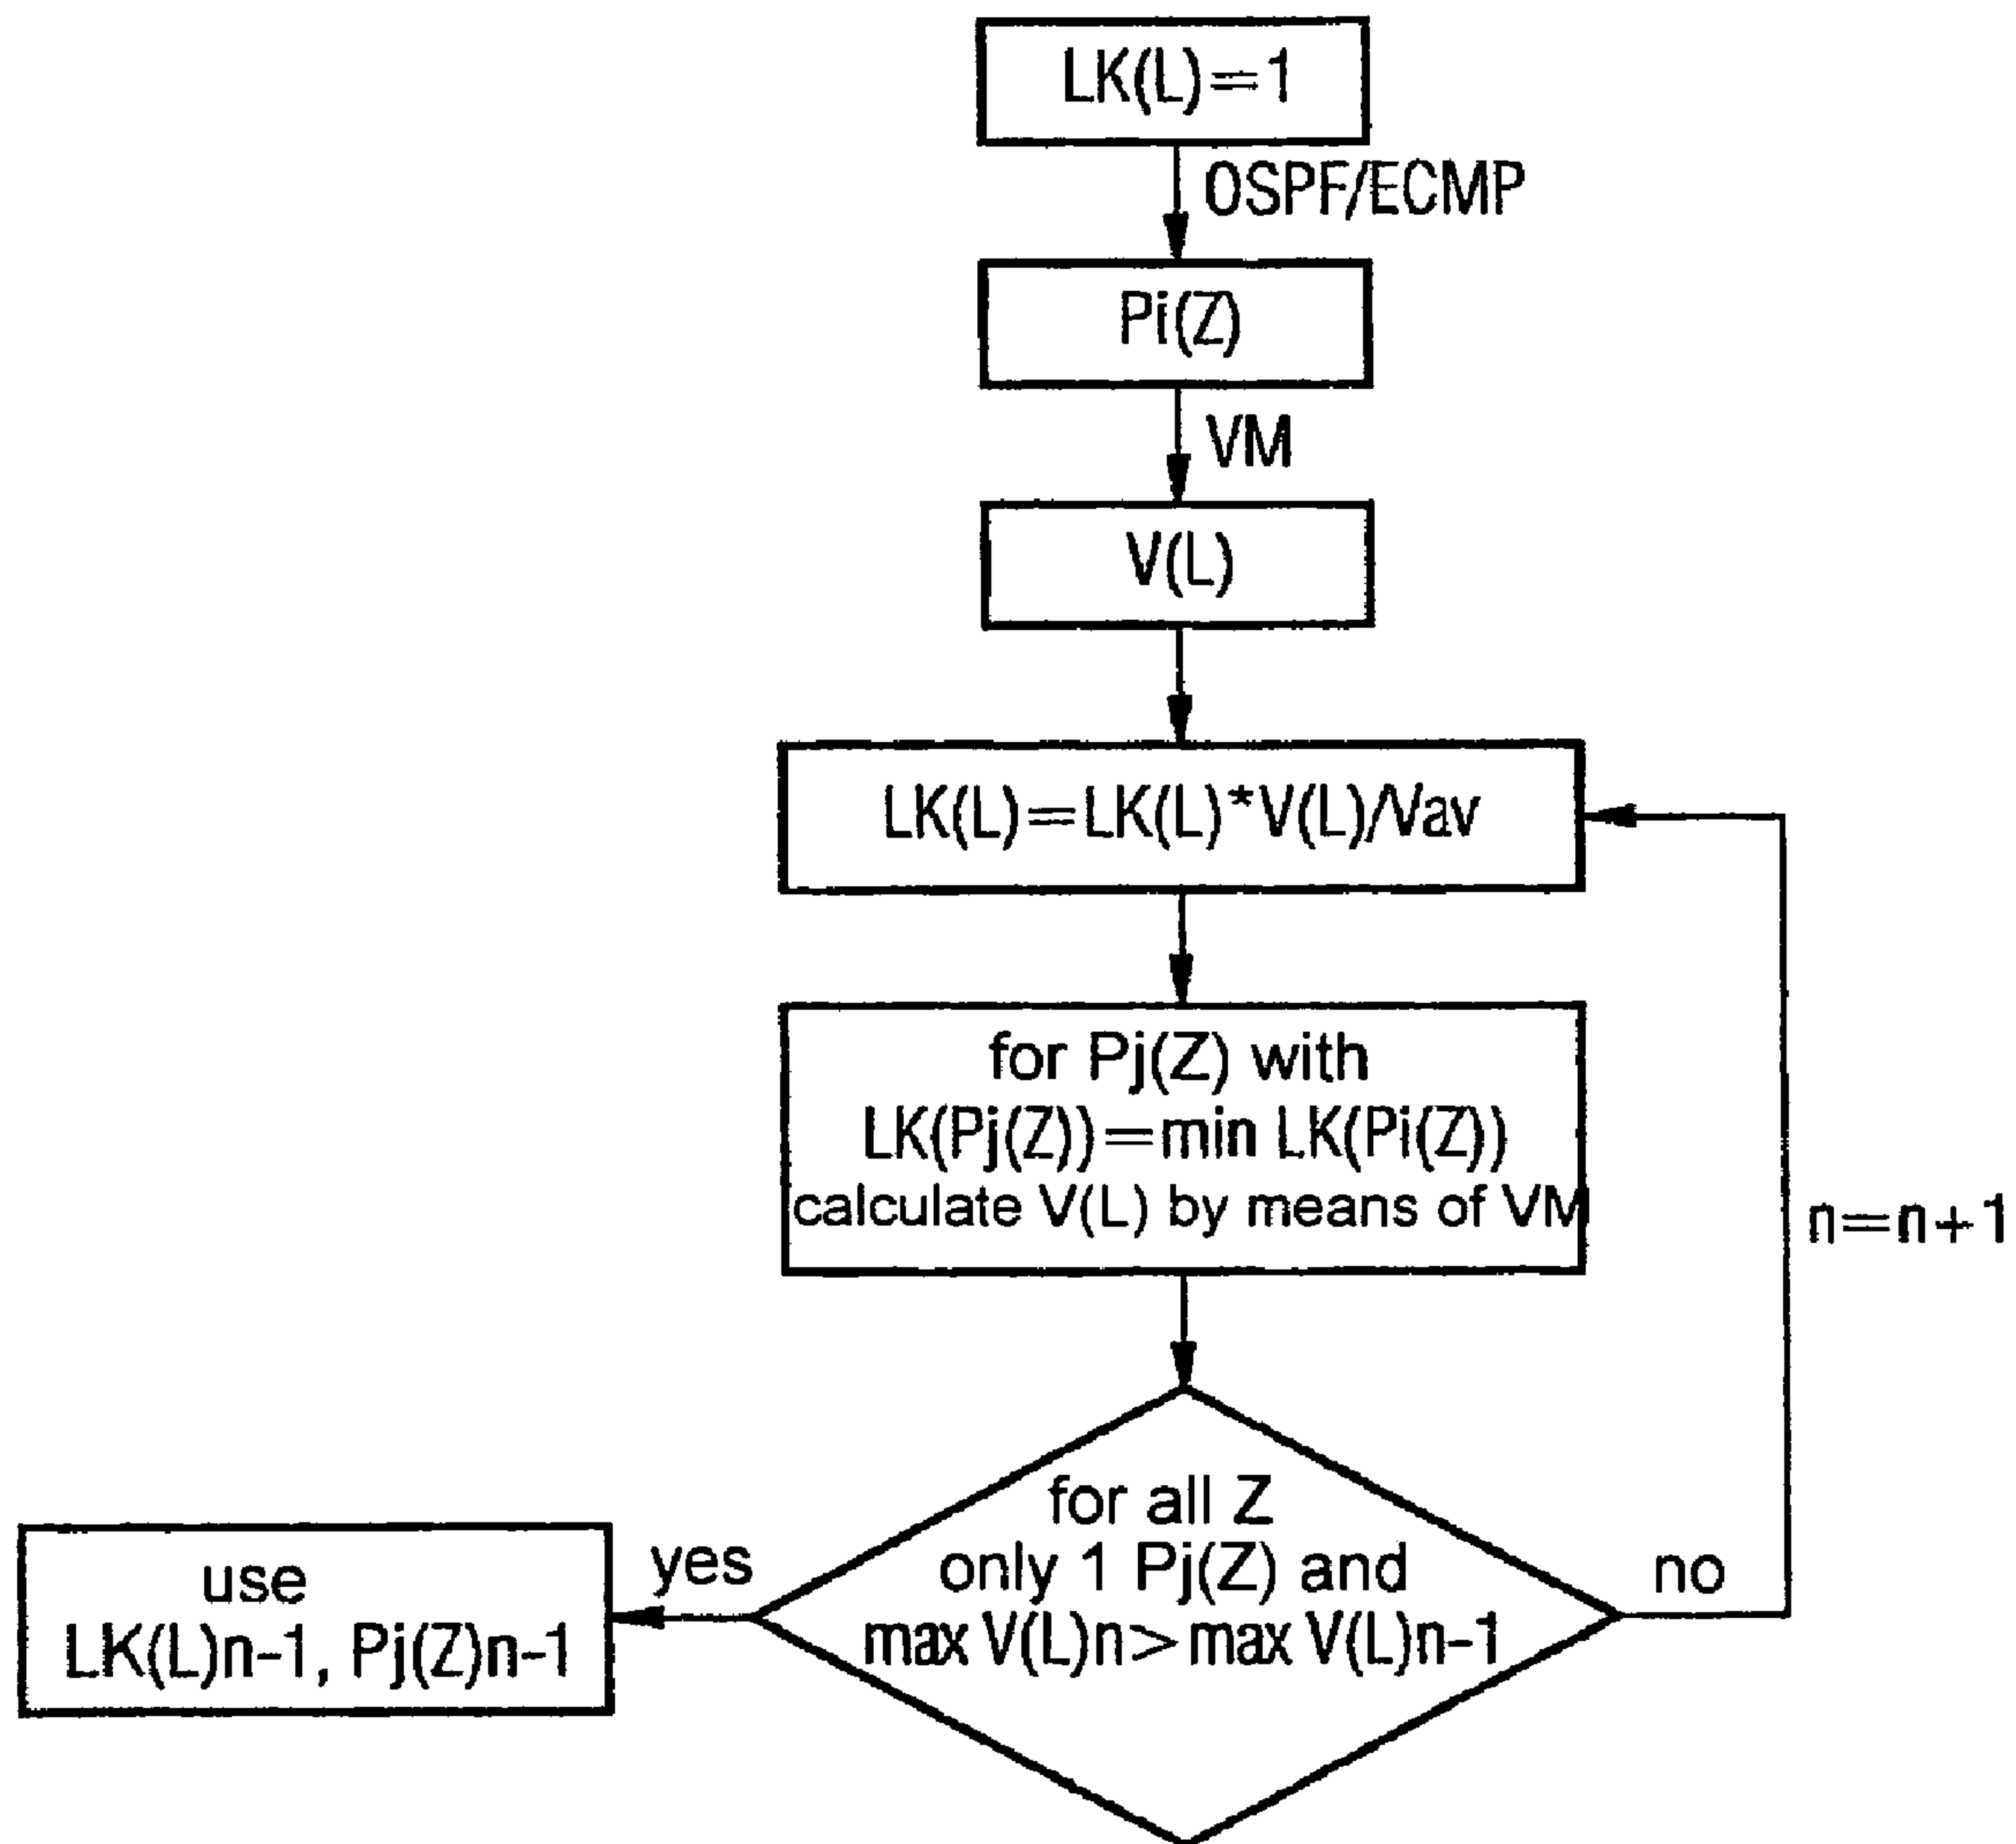 LK(L)=1
OSPF/ECMP
Pi(Z)
VM
V(L)
LK(L)=LK(L)*V(L)/Vav
for Pj(Z) with
LK(Pj(Z))=min LK(Pi(Z))
calculate V(L) by means of VM
n=n+1
for all Z
only 1 Pj(Z) and
max V(L)n>max V(L)n-1
yes
no
use
LK(L)n-1, Pj(Z)n-1